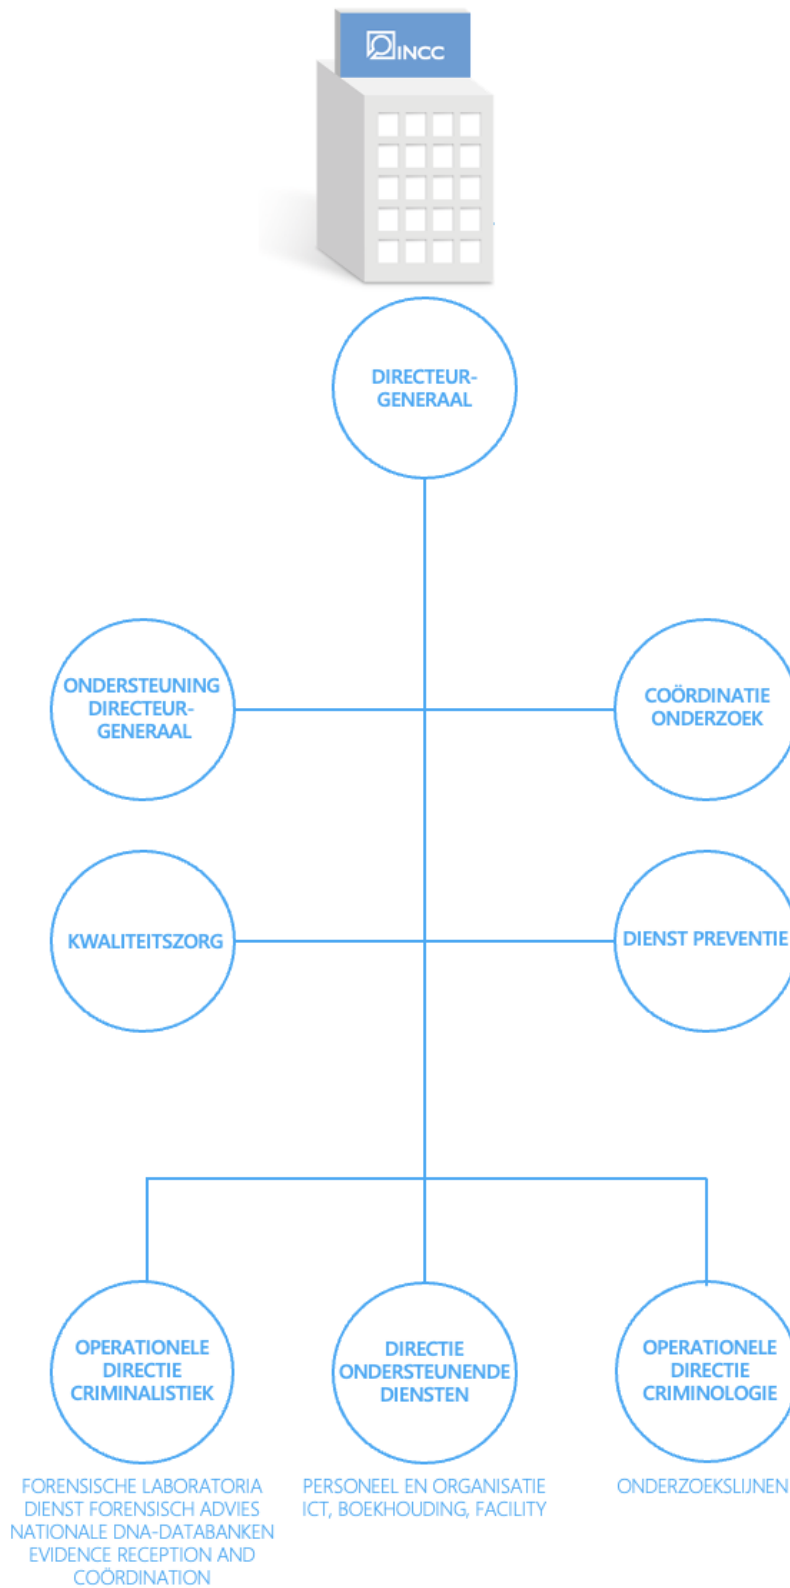 INCC
DIRECTEUR-
GENERAAL
ONDERSTEUNING
DIRECTEUR-
GENERAAL
COÖRDINATIE
ONDERZOEK
KWALITEITSZORG
DIENST PREVENTIE
OPERATIONELE
DIRECTIE
CRIMINALISTIEK
DIRECTIE
ONDERSTEUNENDE
DIENSTEN
OPERATIONELE
DIRECTIE
CRIMINOLOGIE
FORENSISCHE LABORATORIA
DIENST FORENSISCH ADVIES
NATIONALE DNA-DATABANKEN
EVIDENCE RECEPTION AND
COÖRDINATION
PERSONEEL EN ORGANISATIE
ICT, BOEKHOUDING, FACILITY
ONDERZOEKSLIJNEN